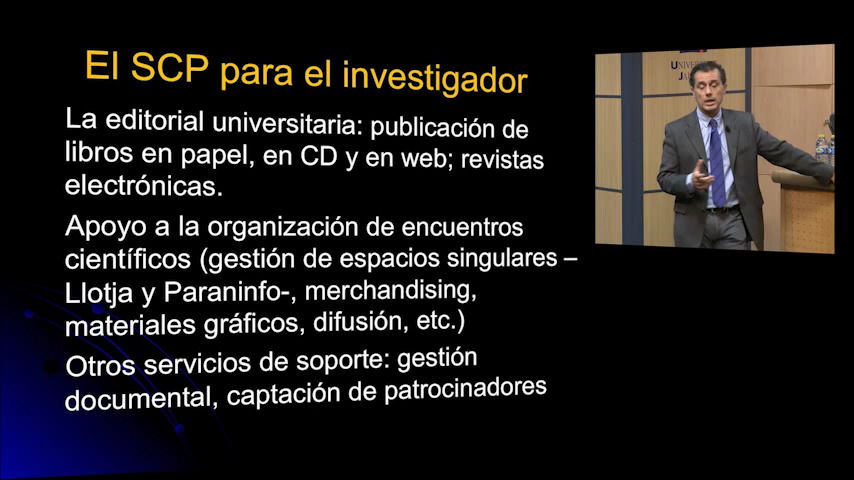 El SCP para el investigador
La editorial universitaria: publicación de
libros en papel, en CD y en web; revistas
electrónicas.
Apoyo a la organización de encuentros
científicos (gestión de espacios singulares –
Llotja y Paraninfo-, merchandising,
materiales gráficos, difusión, etc.)
Otros servicios de soporte: gestión
documental, captación de patrocinadores